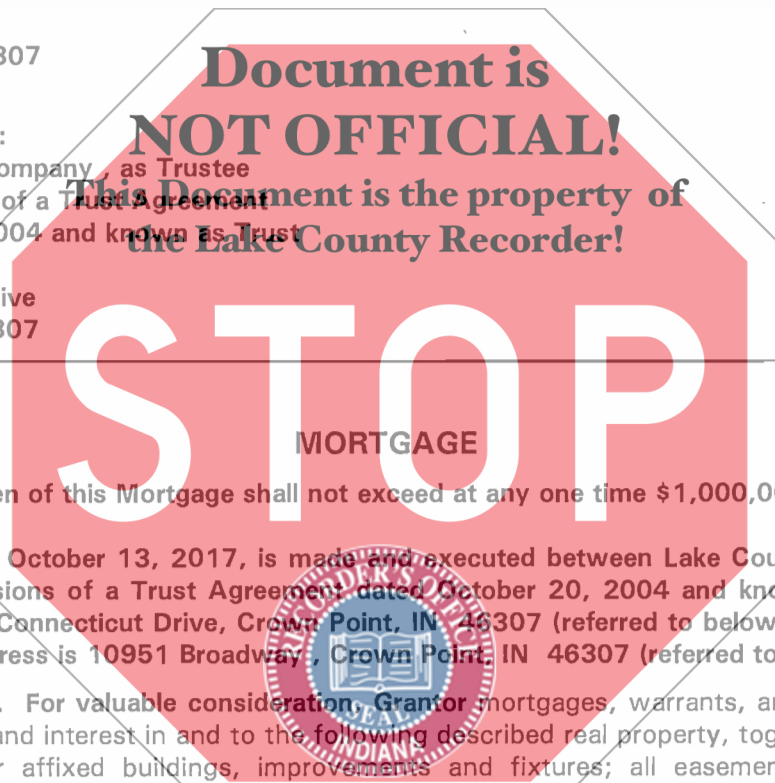 307
Document is
NOT OFFICIAL!
:
ompany , as Trustee
of a Trust Agreement
This Document is the property of
004 and known as Trust
the Lake County Recorder!
ive
307
STOP
MORTGAGE
en of this Mortgage shall not exceed at any one time $1,000,00
October 13, 2017, is made and executed between Lake Cou
sions of a Trust Agreement dated October 20, 2004 and kno
Connecticut Drive, Crown Point, IN 46307 (referred to below
ress is 10951 Broadway , Crown Point, IN 46307 (referred to
RECORDER'S OFFIC
SEAL
INDIANA
. For valuable consideration, Grantor mortgages, warrants, an
and interest in and to the following described real property, tog
r affixed buildings, improvements and fixtures; all easemen